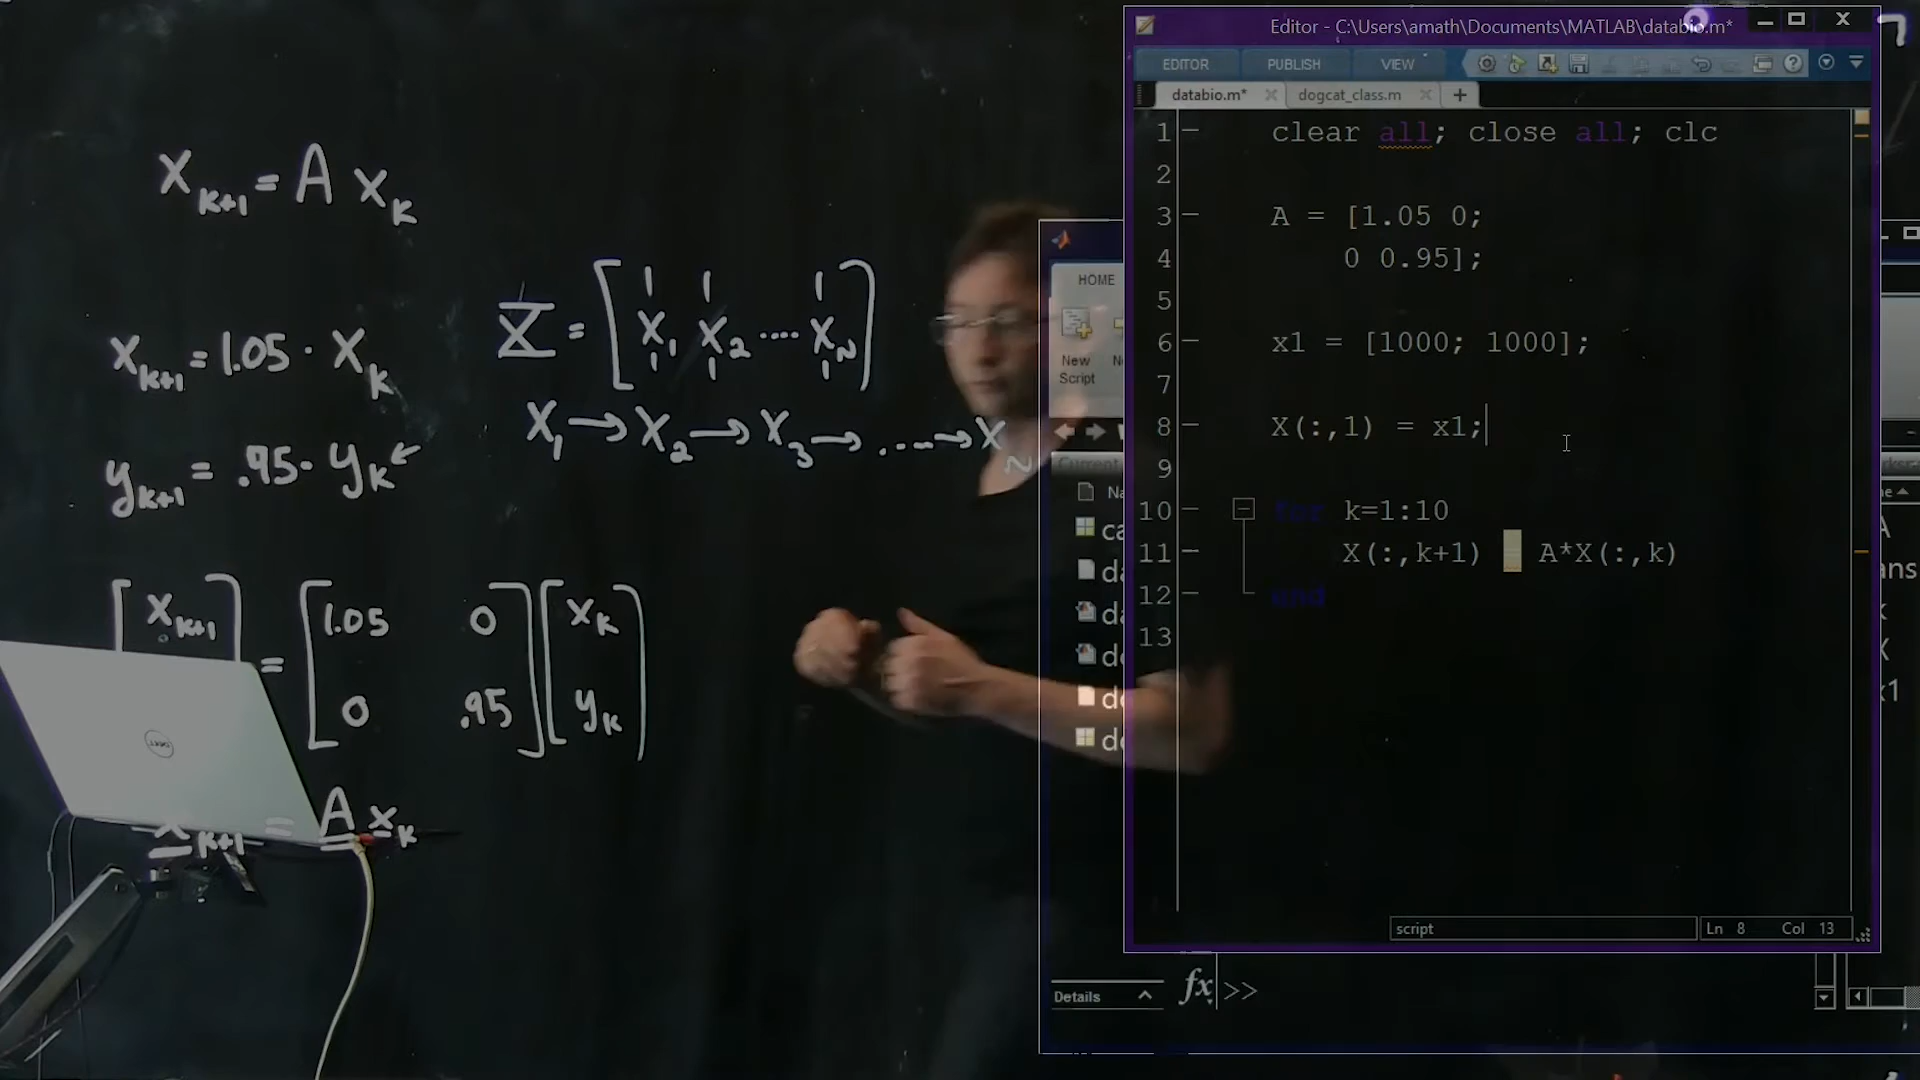 X_{k+1} = A X_k
X_{k+1} = 1.05 · X_k
y_{k+1} = .95 · y_k ←
X = [X_1 X_2 .... X_N]
X_1 → X_2 → X_3 → .... → X_N
[X_{k+1} = [1.05 0 [X_k
0 .95] y_k]
X_{k+1} = A X_k
DELL
Editor - C:\Users\amath\Documents\MATLAB\databio.m*
EDITOR PUBLISH VIEW
databio.m* dogcat_class.m +
1 clear all; close all; clc
2
3 A = [1.05 0;
4 0 0.95];
5
6 x1 = [1000; 1000];
7
8 X(:,1) = x1;
9
10 for k=1:10
11 X(:,k+1) = A*X(:,k)
12 end
13
script Ln 8 Col 13
HOME
New
Script
Details
fx >>
x1